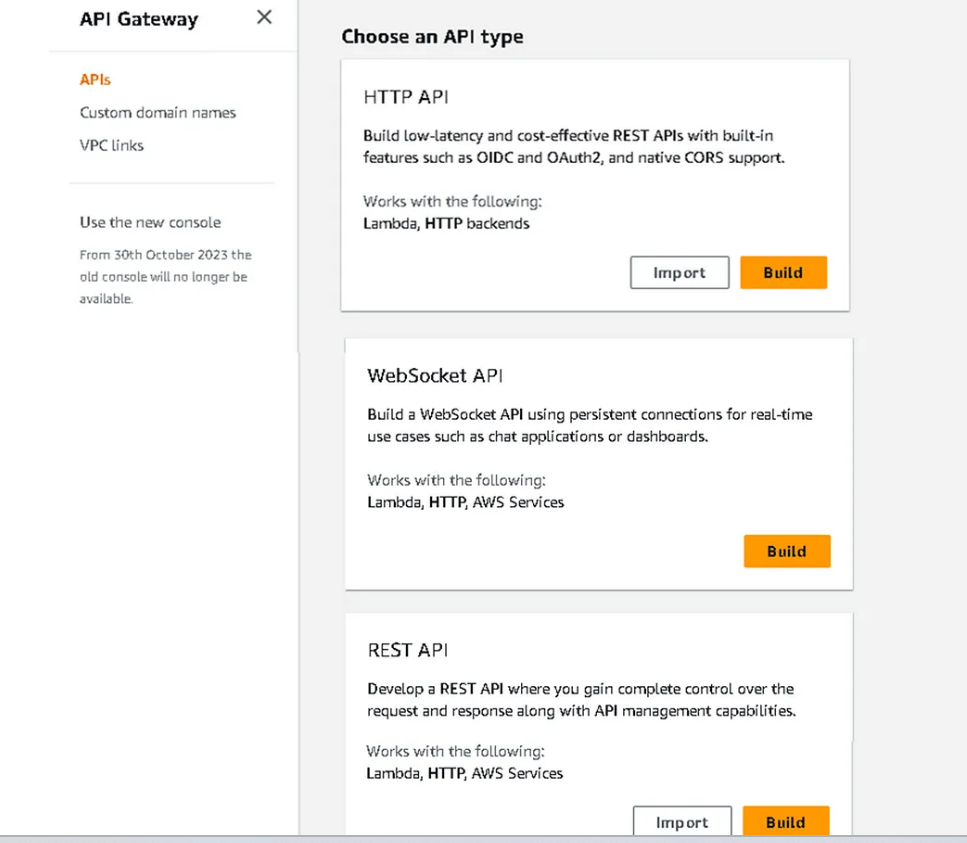 API Gateway
APIs
Custom domain names
VPC links
Use the new console
From 30th October 2023 the
old console will no longer be
available.
Choose an API type
HTTP API
Build low-latency and cost-effective REST APIs with built-in
features such as OIDC and OAuth2, and native CORS support.
Works with the following:
Lambda, HTTP backends
Import
Build
WebSocket API
Build a WebSocket API using persistent connections for real-time
use cases such as chat applications or dashboards.
Works with the following:
Lambda, HTTP, AWS Services
Build
REST API
Develop a REST API where you gain complete control over the
request and response along with API management capabilities.
Works with the following:
Lambda, HTTP, AWS Services
Import
Build